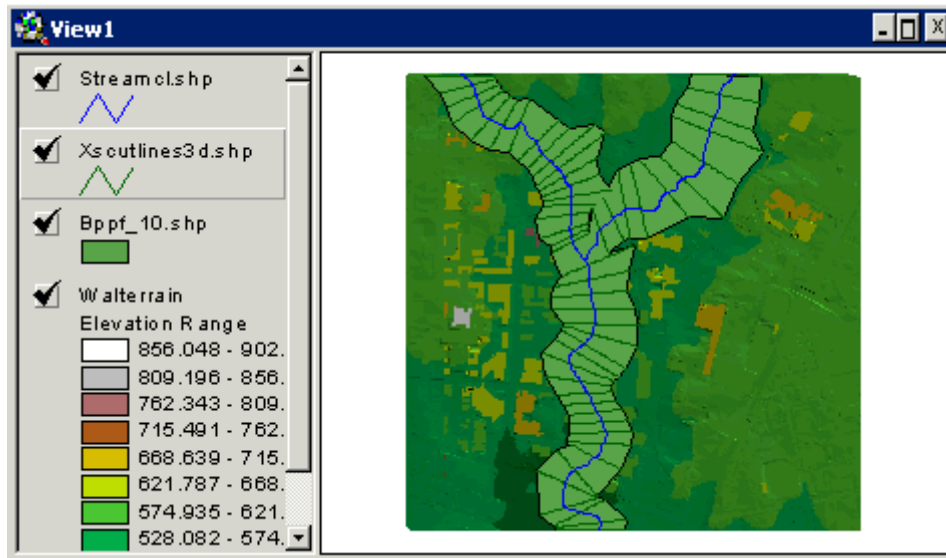 View1
Streamcl.shp
Xscutlines3d.shp
Bppf_10.shp
Walterrain
Elevation Range
856.048 - 902.
809.196 - 856.
762.343 - 809.
715.491 - 762.
668.639 - 715.
621.787 - 668.
574.935 - 621.
528.082 - 574.